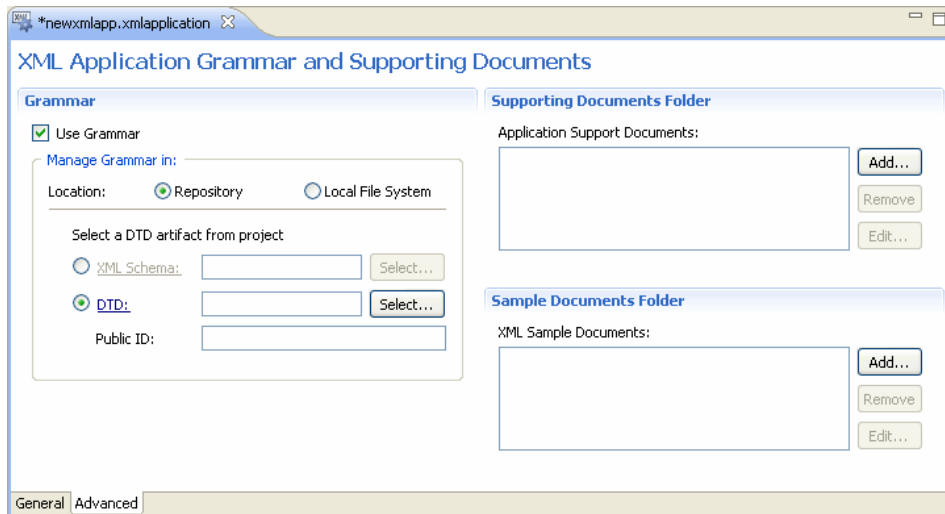 *newxmlapp.xmlapplication
XML Application Grammar and Supporting Documents
Grammar
Use Grammar
Manage Grammar in:
Location: Repository Local File System
Select a DTD artifact from project
XML Schema: Select...
DTD: Select...
Public ID:
Supporting Documents Folder
Application Support Documents:
Add...
Remove
Edit...
Sample Documents Folder
XML Sample Documents:
Add...
Remove
Edit...
General Advanced